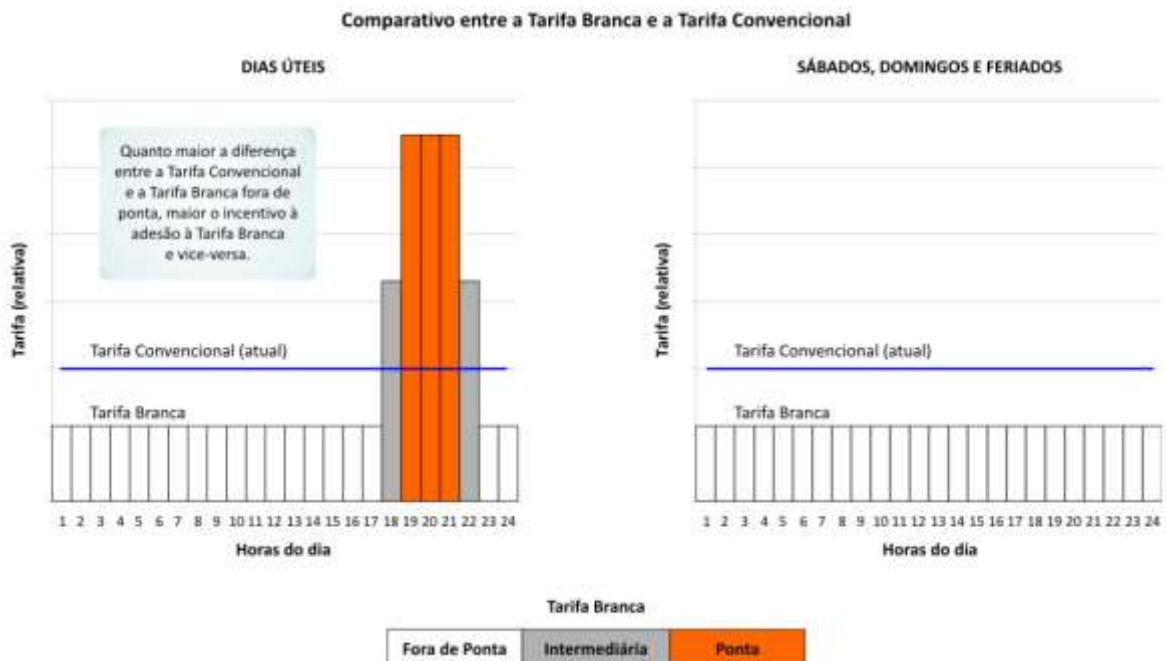 Comparativo entre a Tarifa Branca e a Tarifa Convencional
DIAS ÚTEIS
Quanto maior a diferença
entre a Tarifa Convencional
e a Tarifa Branca fora de
ponta, maior o incentivo à
adesão à Tarifa Branca
e vice-versa.
Tarifa (relativa)
Tarifa Convencional (atual)
Tarifa Branca
1 2 3 4 5 6 7 8 9 10 11 12 13 14 15 16 17 18 19 20 21 22 23 24
Horas do dia
SÁBADOS, DOMINGOS E FERIADOS
Tarifa (relativa)
Tarifa Convencional (atual)
Tarifa Branca
1 2 3 4 5 6 7 8 9 10 11 12 13 14 15 16 17 18 19 20 21 22 23 24
Horas do dia
Tarifa Branca
Fora de Ponta Intermediária Ponta